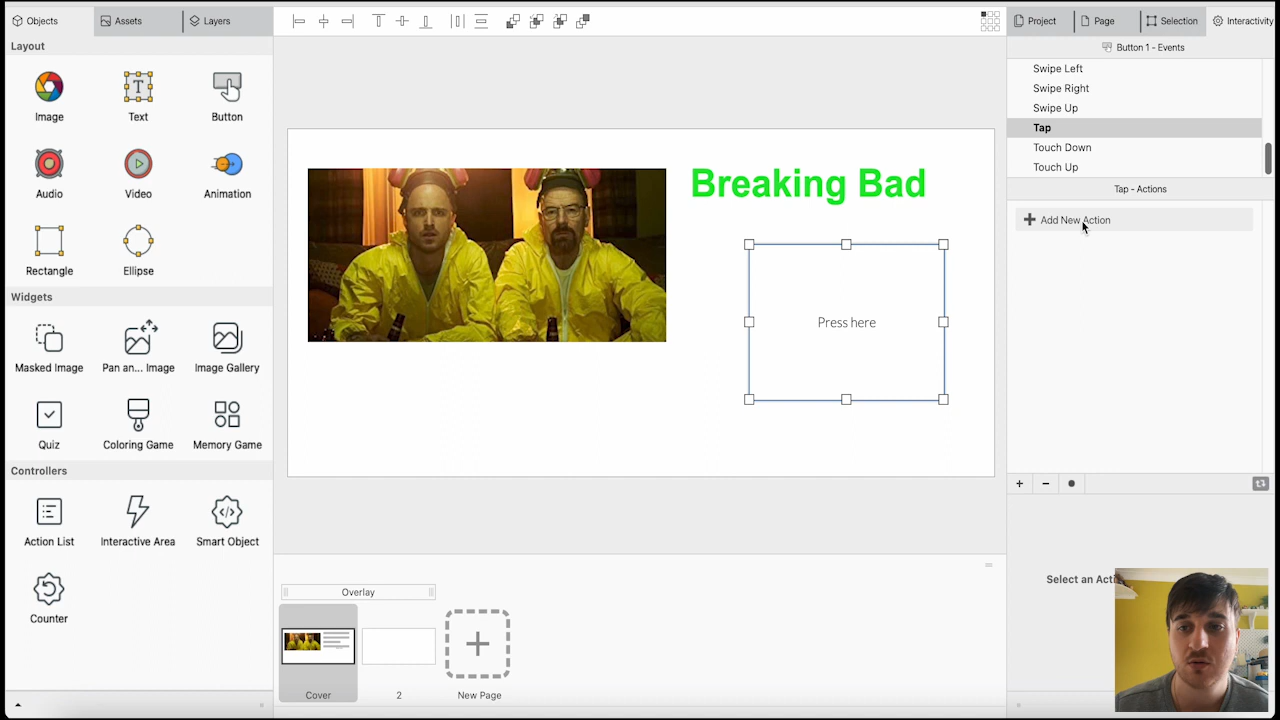 Objects
Assets
Layers
Project
Page
Selection
Interactivity
Layout
Image
Text
Button
Audio
Video
Animation
Rectangle
Ellipse
Widgets
Masked Image
Pan an... Image
Image Gallery
Quiz
Coloring Game
Memory Game
Controllers
Action List
Interactive Area
Smart Object
Counter
Breaking Bad
Press here
Overlay
Cover
2
New Page
Button 1 - Events
Swipe Left
Swipe Right
Swipe Up
Tap
Touch Down
Touch Up
Tap - Actions
Add New Action
Select an Acti